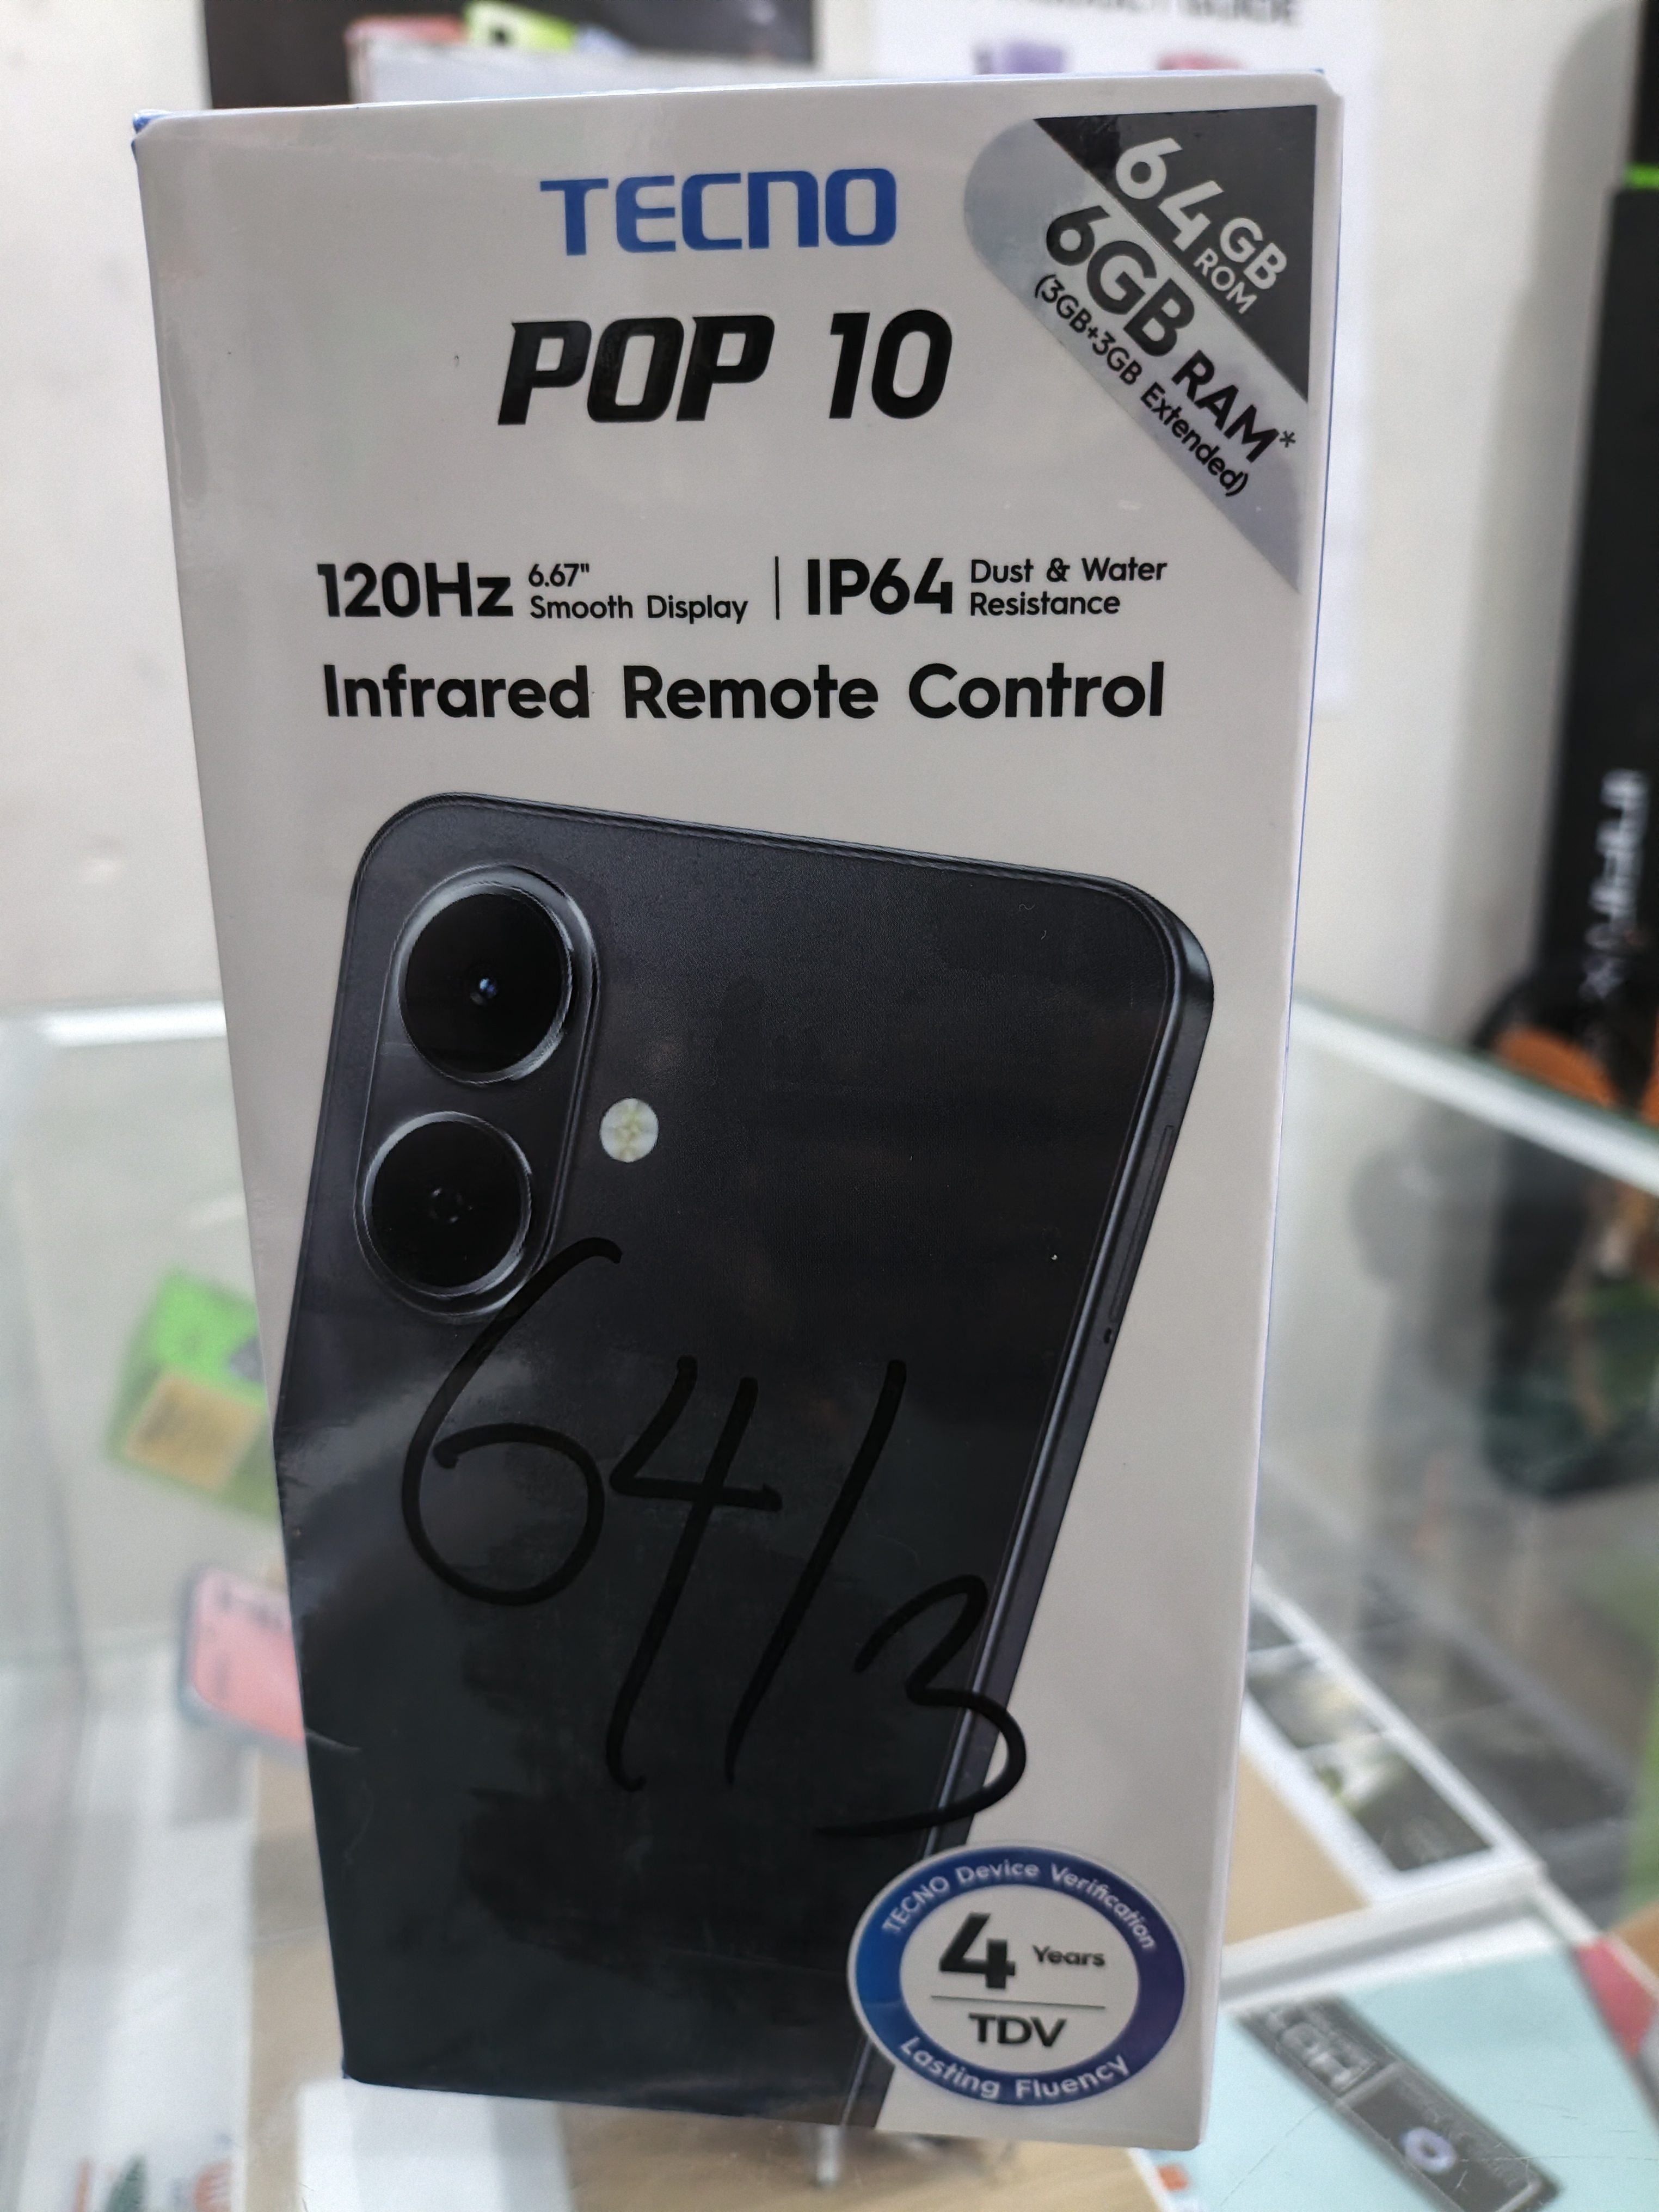 TECNO
POP 10
64GB ROM
6GB RAM*
(3GB+3GB Extended)
120Hz 6.67" Smooth Display | IP64 Dust & Water Resistance
Infrared Remote Control
64/3
TECNO Device Verification
4 Years
TDV
Lasting Fluency